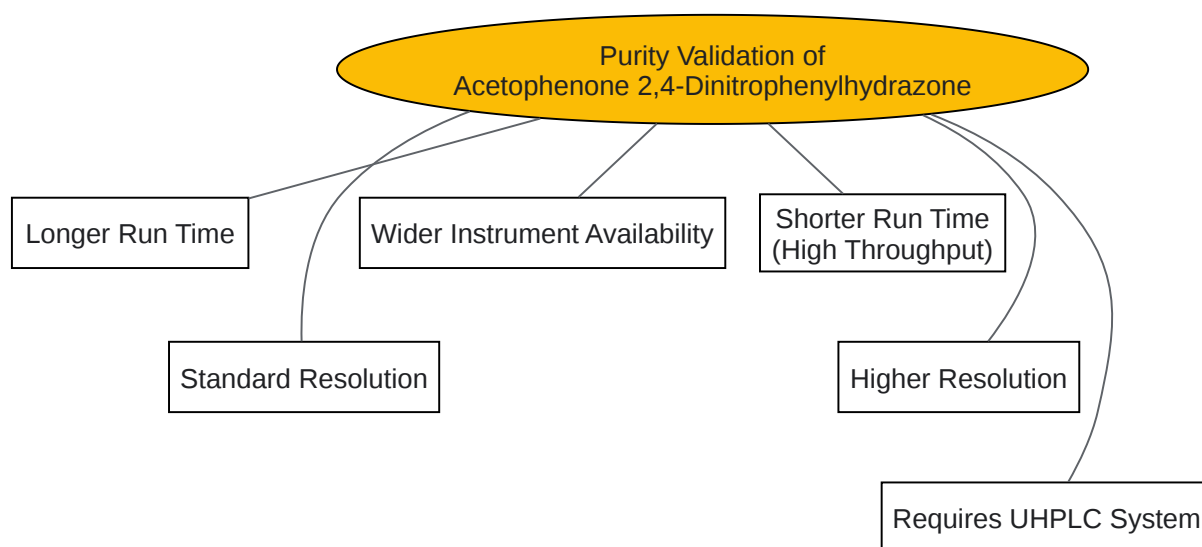 Purity Validation of
Acetophenone 2,4-Dinitrophenylhydrazone
Longer Run Time
Wider Instrument Availability
Shorter Run Time
(High Throughput)
Standard Resolution
Higher Resolution
Requires UHPLC System